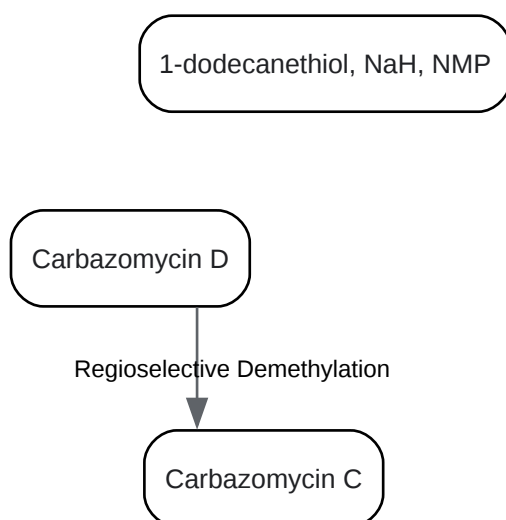 1-dodecanethiol, NaH, NMP
Carbazomycin D
Regioselective Demethylation
Carbazomycin C